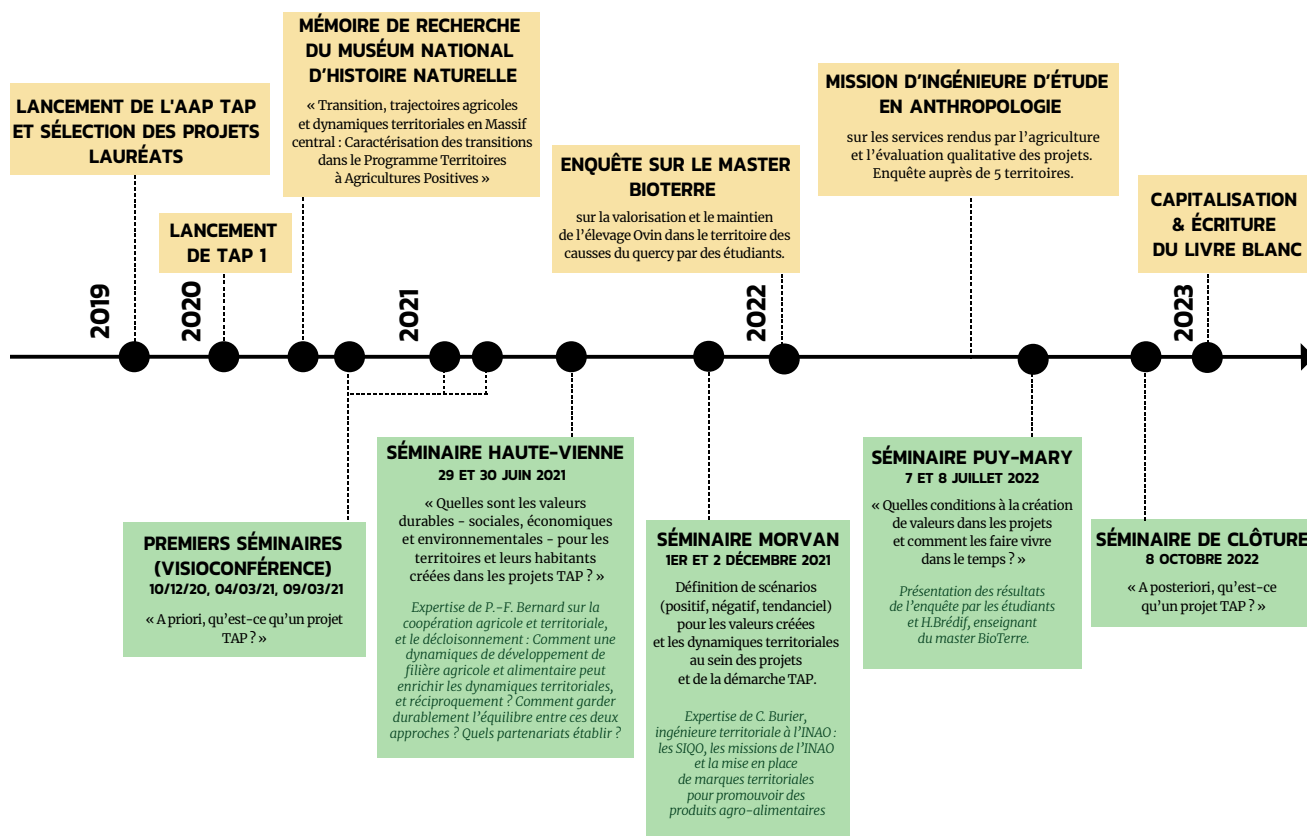 LANCEMENT DE L'AAP TAP
ET SÉLECTION DES PROJETS
LAURÉATS
LANCEMENT
DE TAP 1
MÉMOIRE DE RECHERCHE
DU MUSÉUM NATIONAL
D'HISTOIRE NATURELLE
« Transition, trajectoires agricoles
et dynamiques territoriales en Massif
central : Caractérisation des transitions
dans le Programme Territoires
à Agricultures Positives »
ENQUÊTE SUR LE MASTER
BIOTERRE
sur la valorisation et le maintien
de l'élevage Ovin dans le territoire des
causses du quercy par des étudiants.
MISSION D'INGÉNIEURE D'ÉTUDE
EN ANTHROPOLOGIE
sur les services rendus par l'agriculture
et l'évaluation qualitative des projets.
Enquête auprès de 5 territoires.
CAPITALISATION
& ÉCRITURE
DU LIVRE BLANC
2019
2020
2021
2022
2023
PREMIERS SÉMINAIRES
(VISIOCONFÉRENCE)
10/12/20, 04/03/21, 09/03/21
« A priori, qu'est-ce qu'un projet
TAP ? »
SÉMINAIRE HAUTE-VIENNE
29 ET 30 JUIN 2021
« Quelles sont les valeurs
durables - sociales, économiques
et environnementales - pour les
territoires et leurs habitants
créées dans les projets TAP ? »
Expertise de P.-F. Bernard sur la
coopération agricole et territoriale,
et le décloisonnement : Comment une
dynamiques de développement de
filière agricole et alimentaire peut
enrichir les dynamiques territoriales,
et réciproquement ? Comment garder
durablement l'équilibre entre ces deux
approches ? Quels partenariats établir ?
SÉMINAIRE MORVAN
1ER ET 2 DÉCEMBRE 2021
Définition de scénarios
(positif, négatif, tendanciel)
pour les valeurs créées
et les dynamiques territoriales
au sein des projets
et de la démarche TAP.
Expertise de C. Burier,
ingénieure territoriale à l'INAO :
les SIQO, les missions de l'INAO
et la mise en place
de marques territoriales
pour promouvoir des
produits agro-alimentaires
SÉMINAIRE PUY-MARY
7 ET 8 JUILLET 2022
« Quelles conditions à la création
de valeurs dans les projets
et comment les faire vivre
dans le temps ? »
Présentation des résultats
de l'enquête par les étudiants
et H.Brédif, enseignant
du master BioTerre.
SÉMINAIRE DE CLÔTURE
8 OCTOBRE 2022
« A posteriori, qu'est-ce
qu'un projet TAP ? »